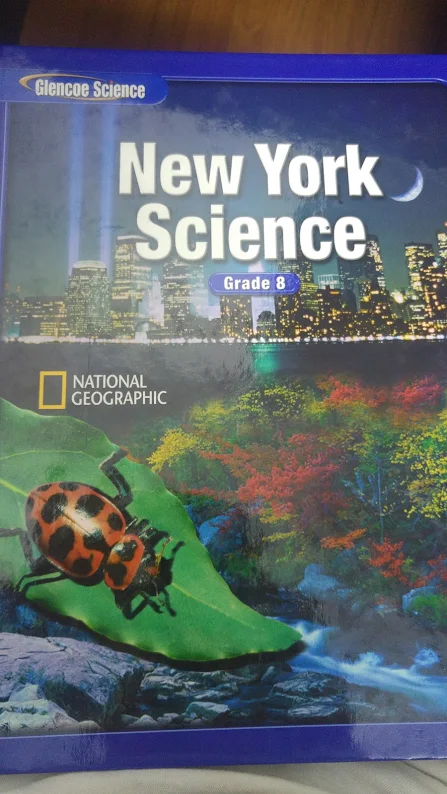 Glencoe Science
New York
Science
Grade 8
NATIONAL
GEOGRAPHIC